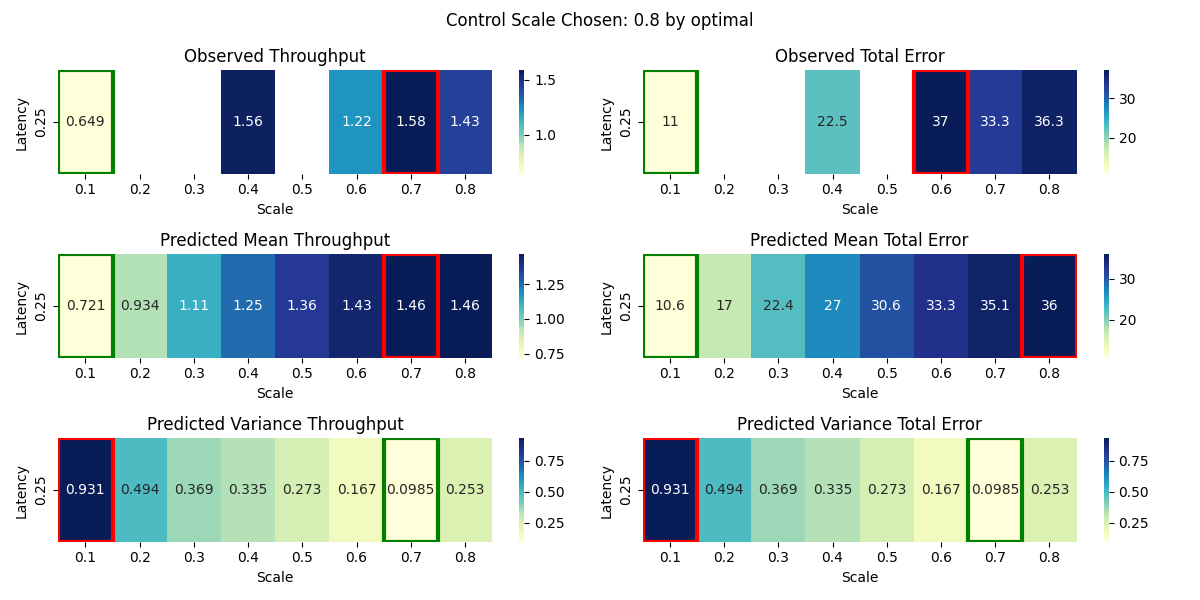 Control Scale Chosen: 0.8 by optimal
Observed Throughput
Latency
0.25
0.649
1.56
1.22
1.58
1.43
0.1 0.2 0.3 0.4 0.5 0.6 0.7 0.8
Scale
1.5
1.0
Observed Total Error
Latency
0.25
11
22.5
37
33.3
36.3
0.1 0.2 0.3 0.4 0.5 0.6 0.7 0.8
Scale
30
20
Predicted Mean Throughput
Latency
0.25
0.721 0.934 1.11 1.25 1.36 1.43 1.46 1.46
0.1 0.2 0.3 0.4 0.5 0.6 0.7 0.8
Scale
1.25
1.00
0.75
Predicted Mean Total Error
Latency
0.25
10.6 17 22.4 27 30.6 33.3 35.1 36
0.1 0.2 0.3 0.4 0.5 0.6 0.7 0.8
Scale
30
20
Predicted Variance Throughput
Latency
0.25
0.931 0.494 0.369 0.335 0.273 0.167 0.0985 0.253
0.1 0.2 0.3 0.4 0.5 0.6 0.7 0.8
Scale
0.75
0.50
0.25
Predicted Variance Total Error
Latency
0.25
0.931 0.494 0.369 0.335 0.273 0.167 0.0985 0.253
0.1 0.2 0.3 0.4 0.5 0.6 0.7 0.8
Scale
0.75
0.50
0.25